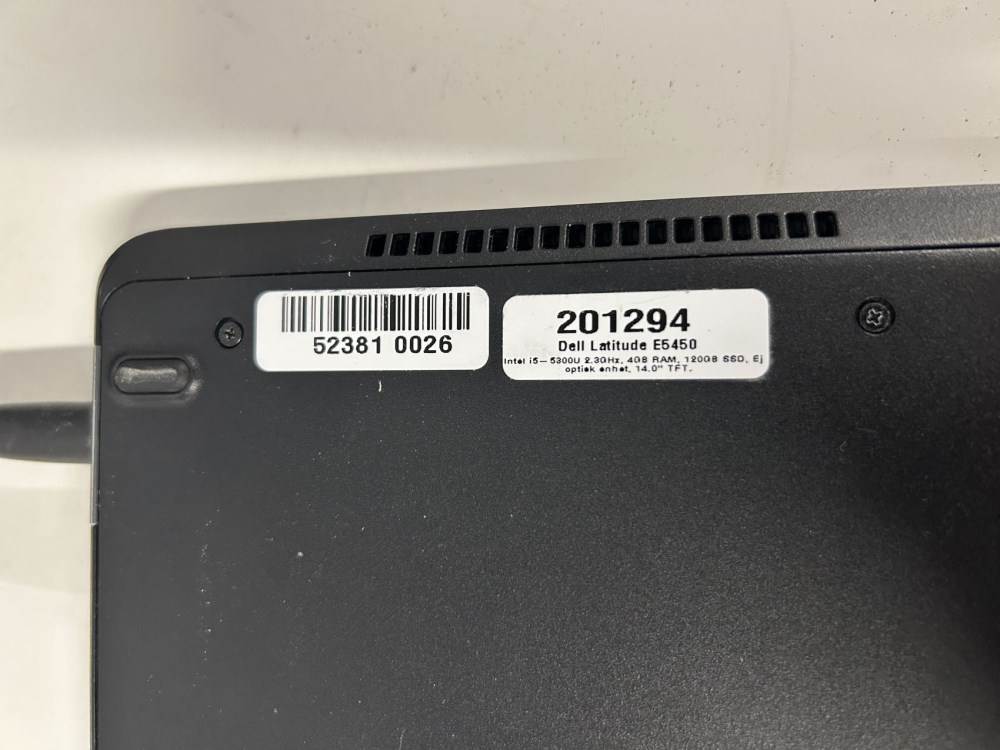 52381 0026
201294
Dell Latitude E5450
Intel i5-5300U 2.3GHz, 4GB RAM, 120GB SSD, Ej
optisk enhet, 14.0" TFT.